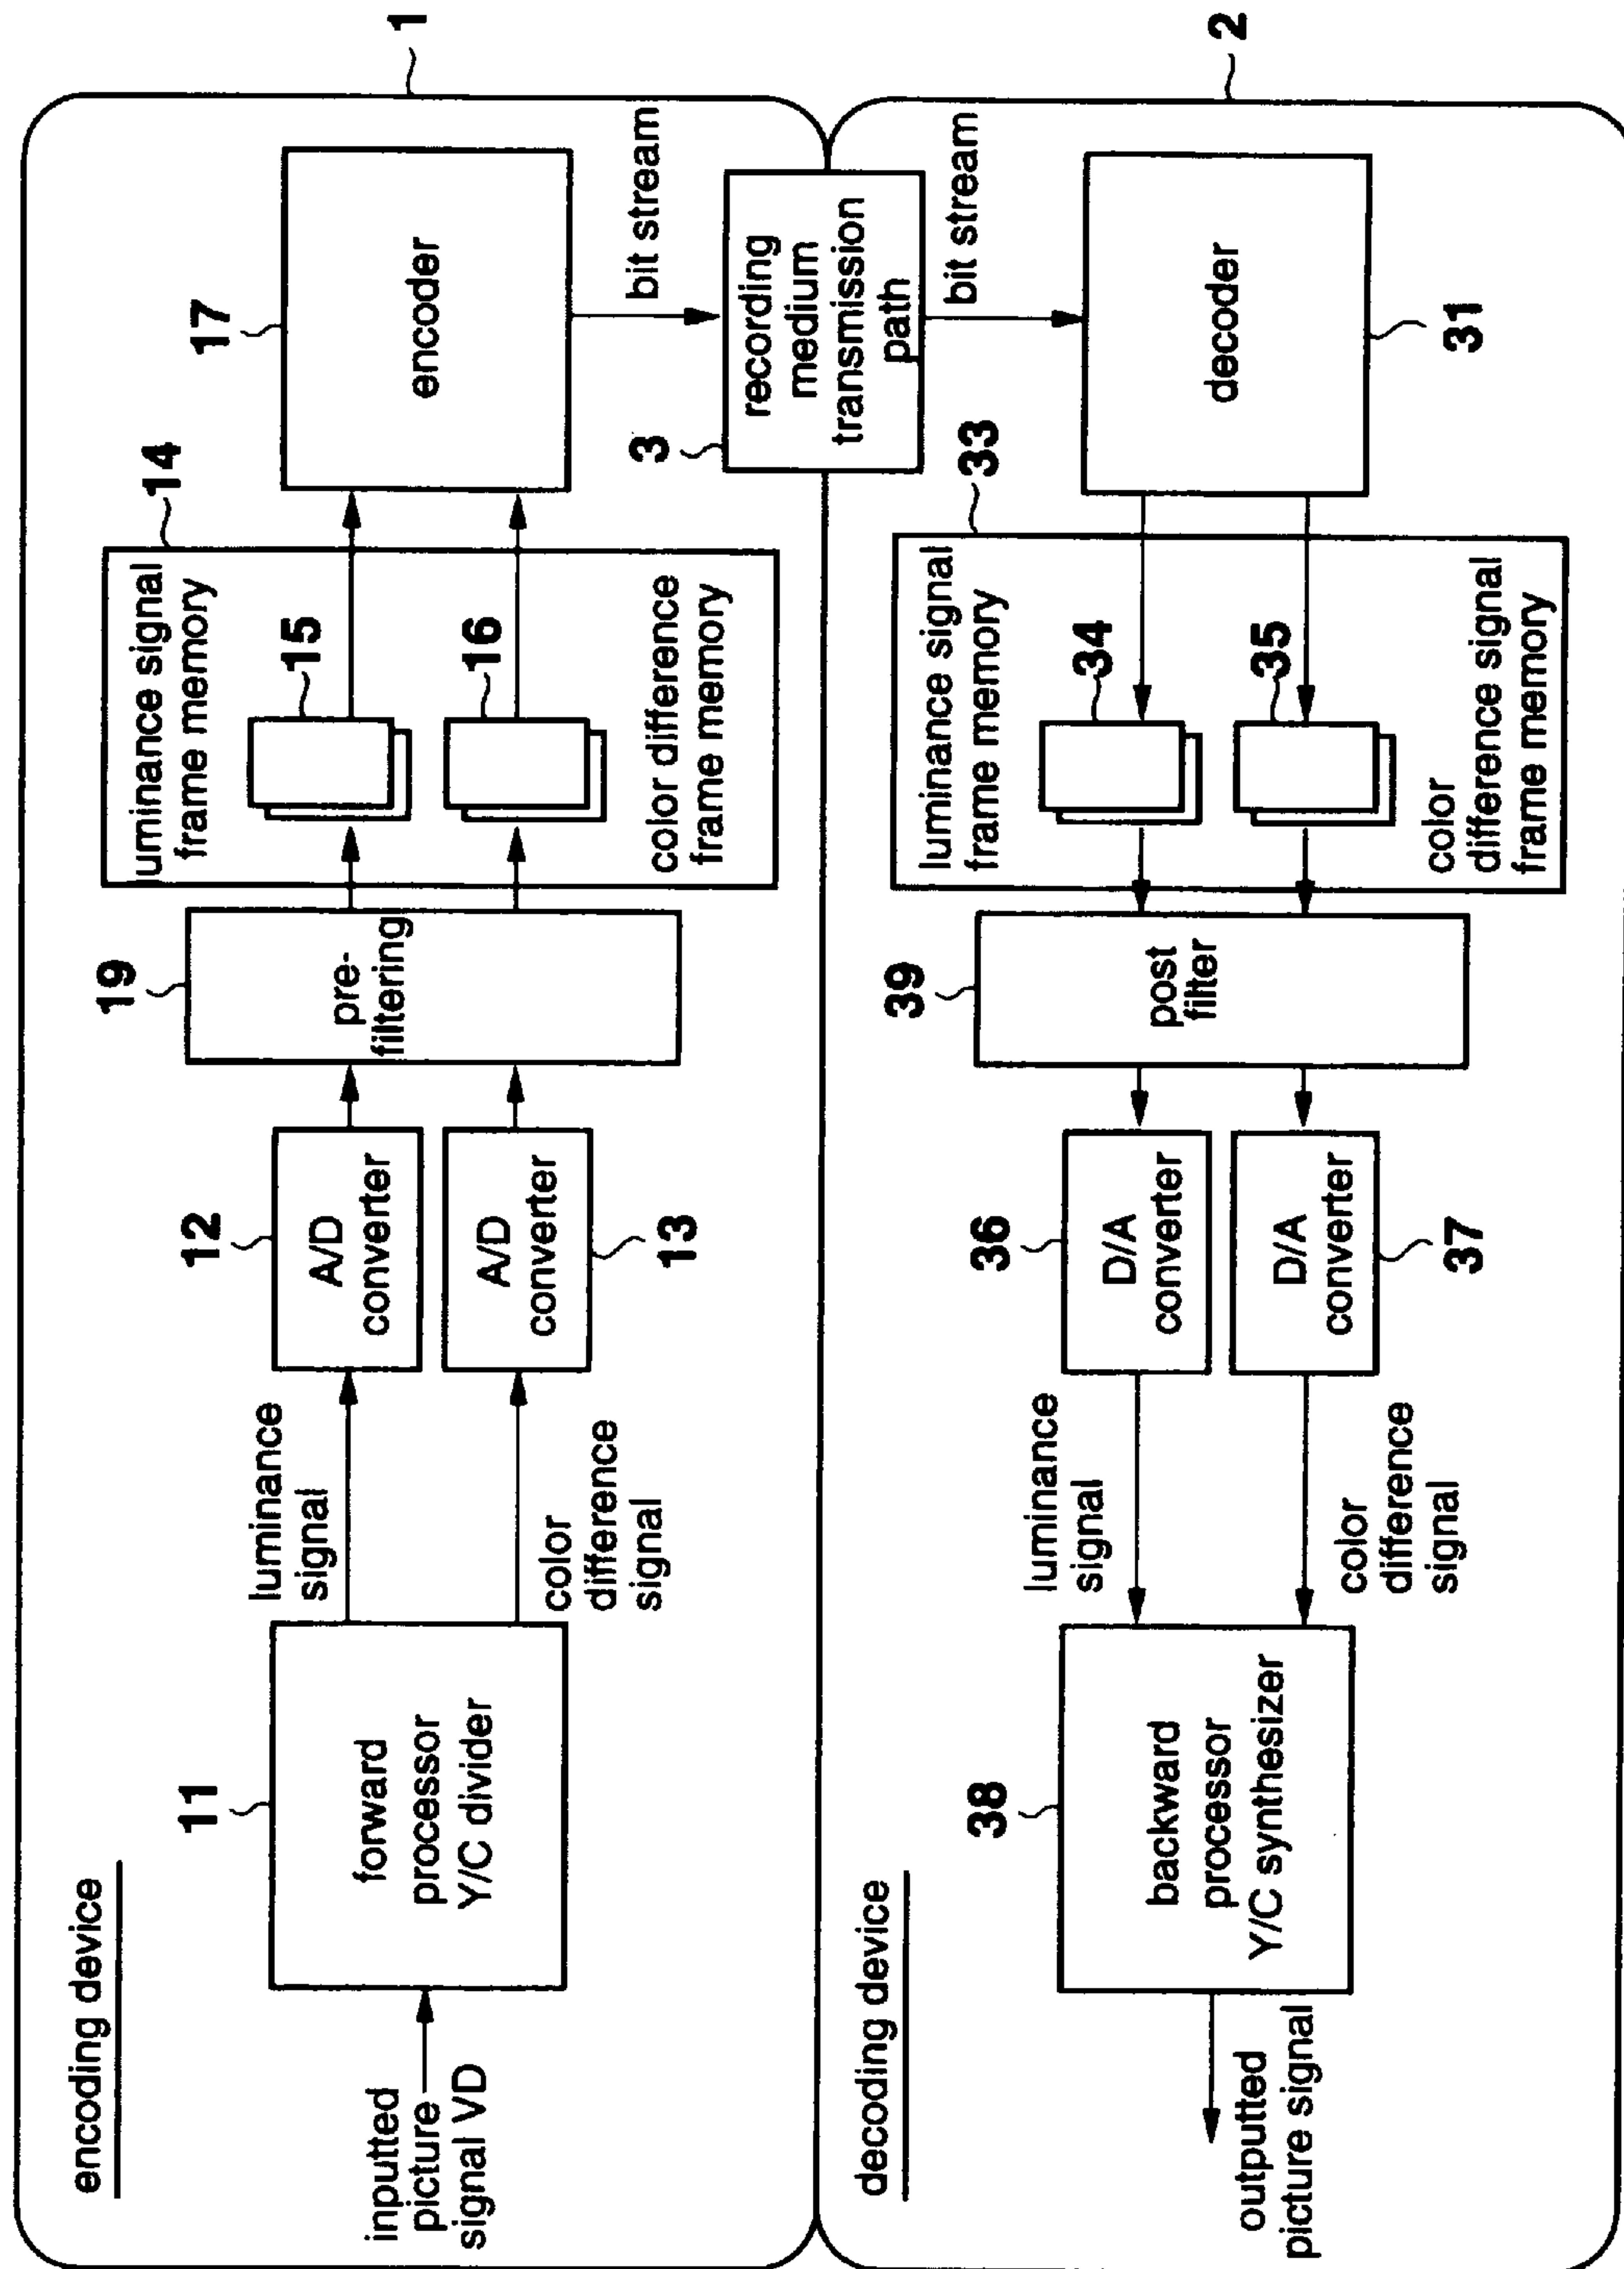 encoding device
1
inputted
picture
signal VD
11
forward
processor
Y/C divider
luminance
signal
color
difference
signal
12
A/D
converter
A/D
converter
13
19
pre-
filtering
14
luminance signal
frame memory
15
16
color difference
frame memory
17
encoder
bit stream
3
recording
medium
transmission
path
bit stream
decoding device
2
decoder
31
33
luminance signal
frame memory
34
35
color
difference signal
frame memory
39
post
filter
36
D/A
converter
D/A
converter
37
luminance
signal
color
difference
signal
38
backward
processor
Y/C synthesizer
outputted
picture signal